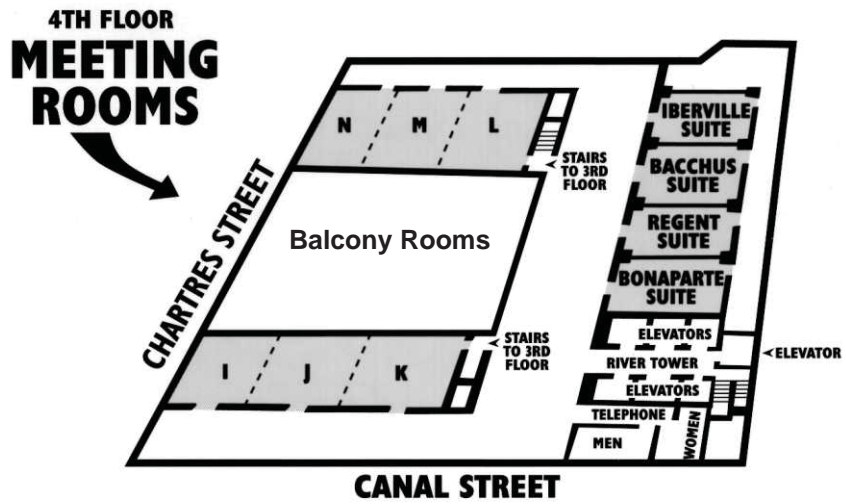 4TH FLOOR
MEETING
ROOMS
N M L
STAIRS
TO 3RD
FLOOR
IBERVILLE
SUITE
BACCHUS
SUITE
REGENT
SUITE
BONAPARTE
SUITE
Balcony Rooms
CHARTRES STREET
I J K
STAIRS
TO 3RD
FLOOR
ELEVATORS
RIVER TOWER
ELEVATOR
ELEVATORS
TELEPHONE
MEN
WOMEN
CANAL STREET